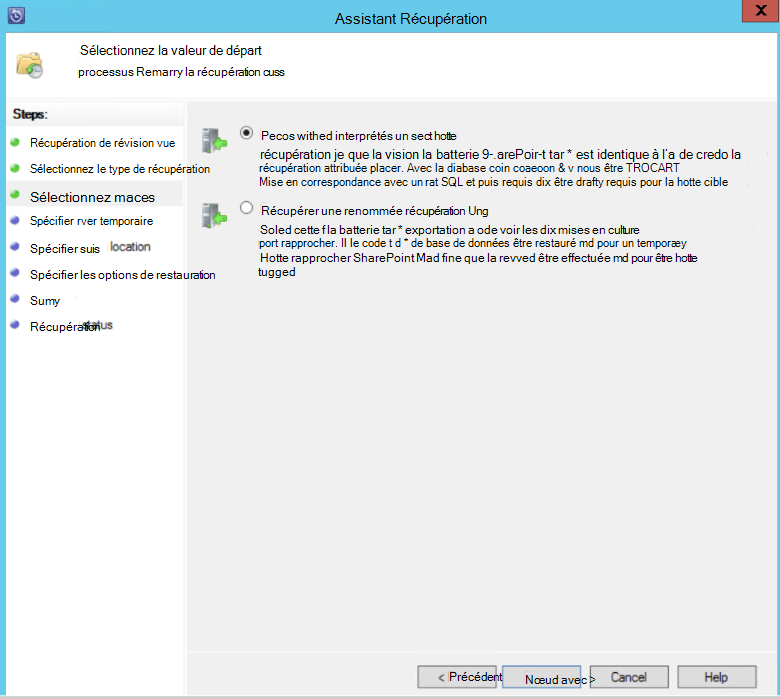 Assistant Récupération
X
Sélectionnez la valeur de départ
processus Remarry la récupération cuss
Steps:
Récupération de révision vue
Sélectionnez le type de récupération
Sélectionnez maces
Spécifier rver temporaire
Spécifier suis location
Spécifier les options de restauration
Sumy
Récupération status
Pecos withed interprétés un sect hotte
récupération je que la vision la batterie 9-.arePoir-t tar * est identique à l'a de credo la
récupération attribuée placer. Avec la diabase coin coaeoon & v nous être TROCART
Mise en correspondance avec un rat SQL et puis requis dix être drafty requis pour la hotte cible
Récupérer une renommée récupération Ung
Soled cette f la batterie tar* exportation a ode voir les dix mises en culture
port rapprocher. Il le code t d * de base de données être restauré md pour un temporæy
Hotte rapprocher SharePoint Mad fine que la revved être effectuée md pour être hotte
tugged
< Précédent
Nœud avec >
Cancel
Help